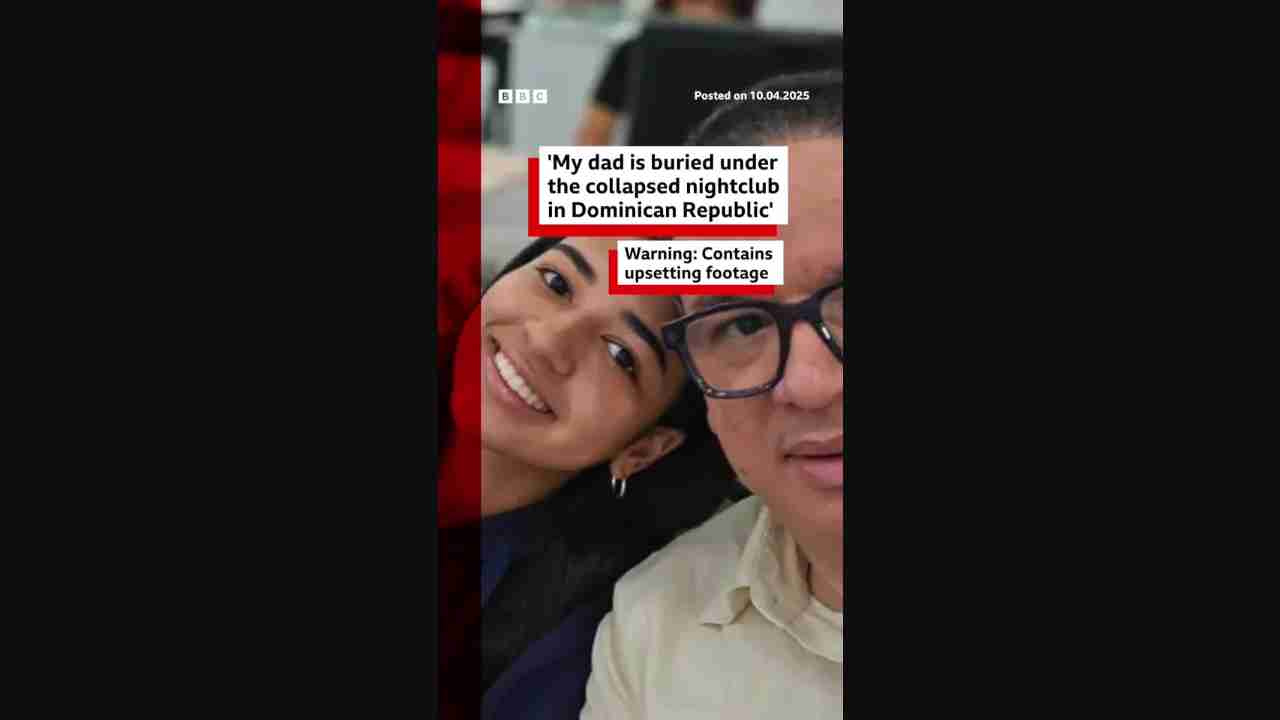 BBC
Posted on 10.04.2025
'My dad is buried under
the collapsed nightclub
in Dominican Republic'
Warning: Contains
upsetting footage